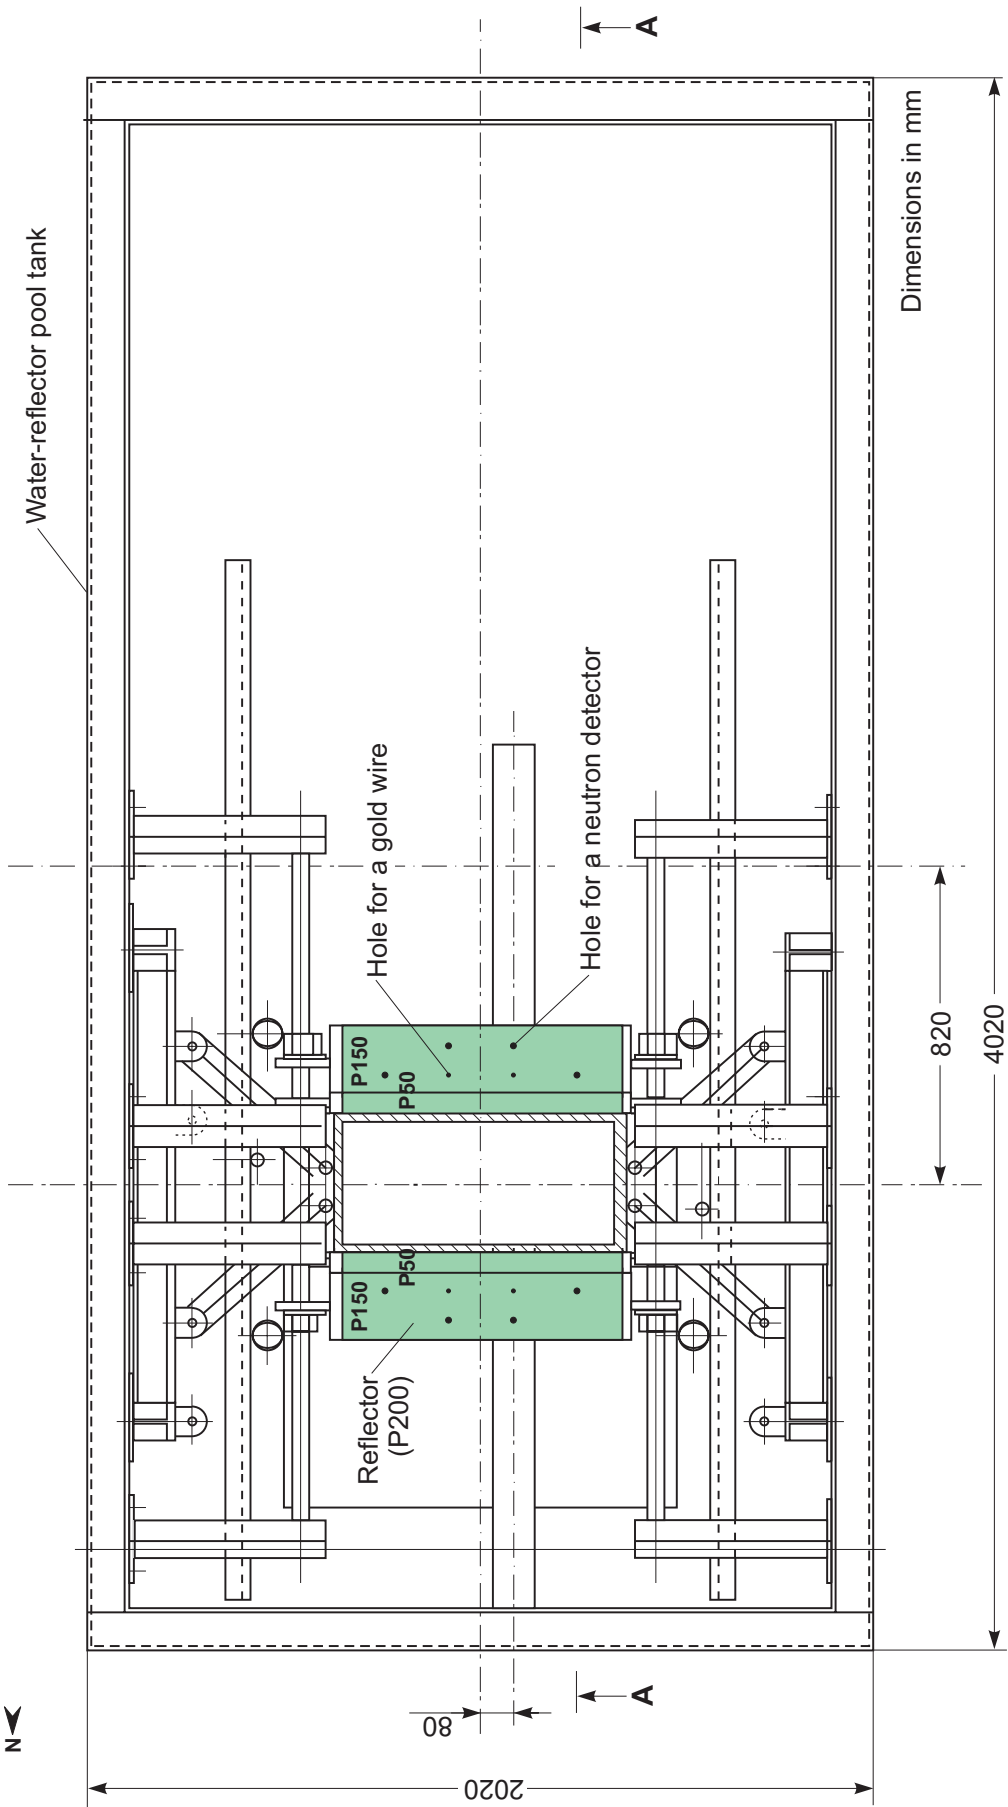 Water-reflector pool tank
A
Dimensions in mm
Hole for a gold wire
Hole for a neutron detector
P150
P50
820
4020
P150
P50
Reflector
(P200)
N
80
A
2020